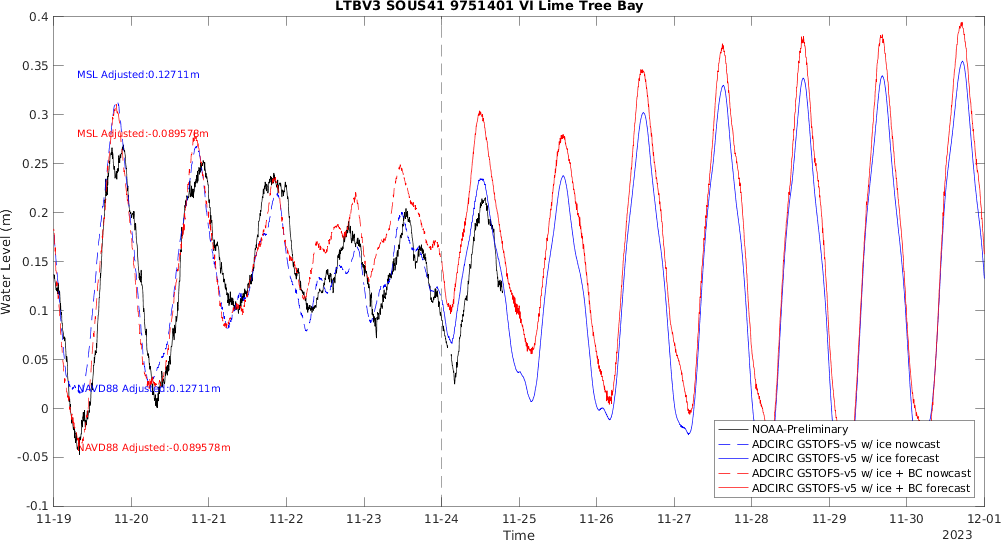 LTBV3 SOUS41 9751401 VI Lime Tree Bay
0.4
0.35
0.3
0.25
0.2
0.15
0.1
0.05
0
-0.05
-0.1
Water Level (m)
MSL Adjusted:0.12711m
MSL Adjusted:-0.089578m
NAVD88 Adjusted:0.12711m
NAVD88 Adjusted:-0.089578m
NOAA-Preliminary
ADCIRC GSTOFS-v5 w/ ice nowcast
ADCIRC GSTOFS-v5 w/ ice forecast
ADCIRC GSTOFS-v5 w/ ice + BC nowcast
ADCIRC GSTOFS-v5 w/ ice + BC forecast
11-19 11-20 11-21 11-22 11-23 11-24 11-25 11-26 11-27 11-28 11-29 11-30 12-01
Time
2023